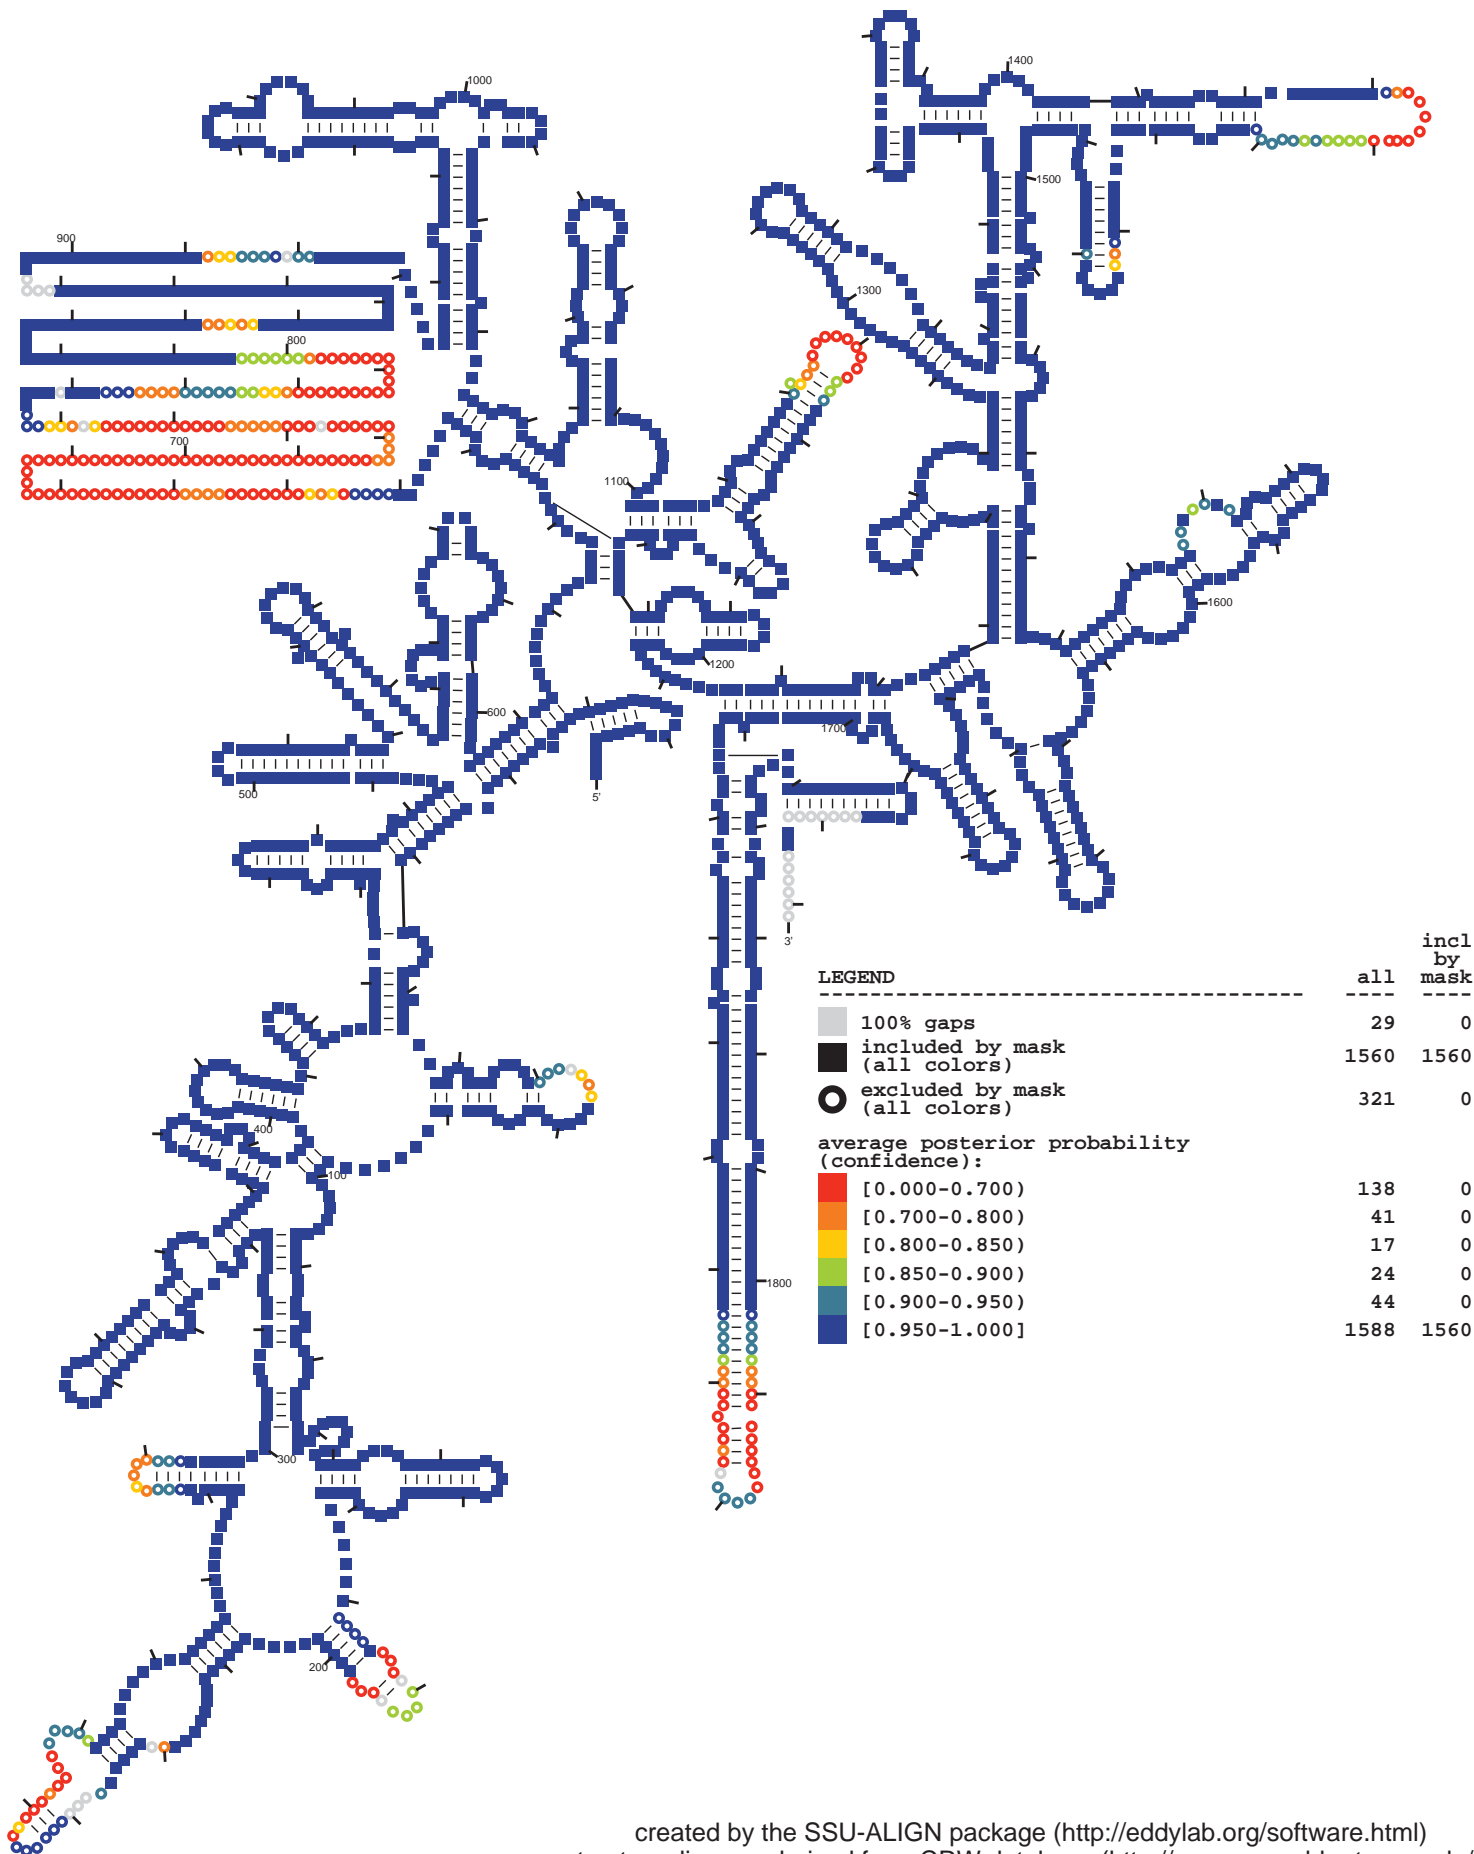 1000
1400
1500
900
1300
800
700
1100
1600
1200
600
1700
500
5'
3'
incl
by
LEGEND all mask
100% gaps 29 0
included by mask
(all colors) 1560 1560
excluded by mask
(all colors) 321 0
400
100
average posterior probability
(confidence):
[0.000-0.700) 138 0
[0.700-0.800) 41 0
[0.800-0.850) 17 0
[0.850-0.900) 24 0
[0.900-0.950) 44 0
[0.950-1.000] 1588 1560
1800
300
200
created by the SSU-ALIGN package (http://eddylab.org/software.html)